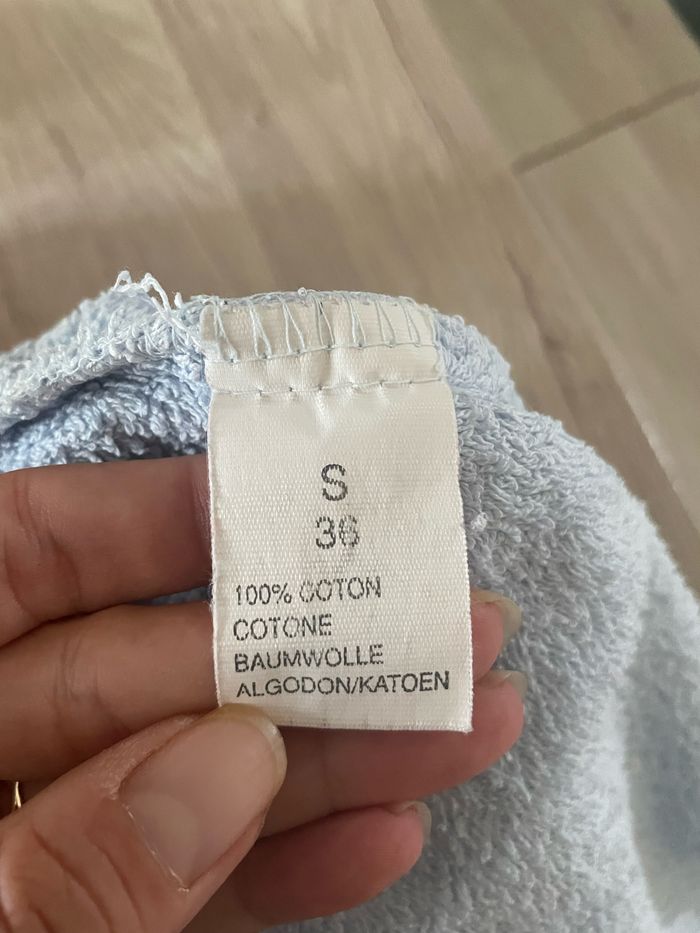 S
36
100% COTON
COTONE
BAUMWOLLE
ALGODON/KATOEN